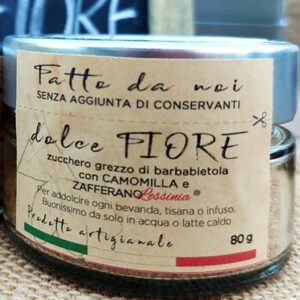 FIORE
Fatto da noi
SENZA AGGIUNTA DI CONSERVANTI
dolce FIORE
zucchero grezzo di barbabietola
con CAMOMILLA e
ZAFFERANO Lessinia ®
Per addolcire ogni bevanda, tisana o infuso.
Buonissimo da solo in acqua o latte caldo
Prodotto artigianale
80 g